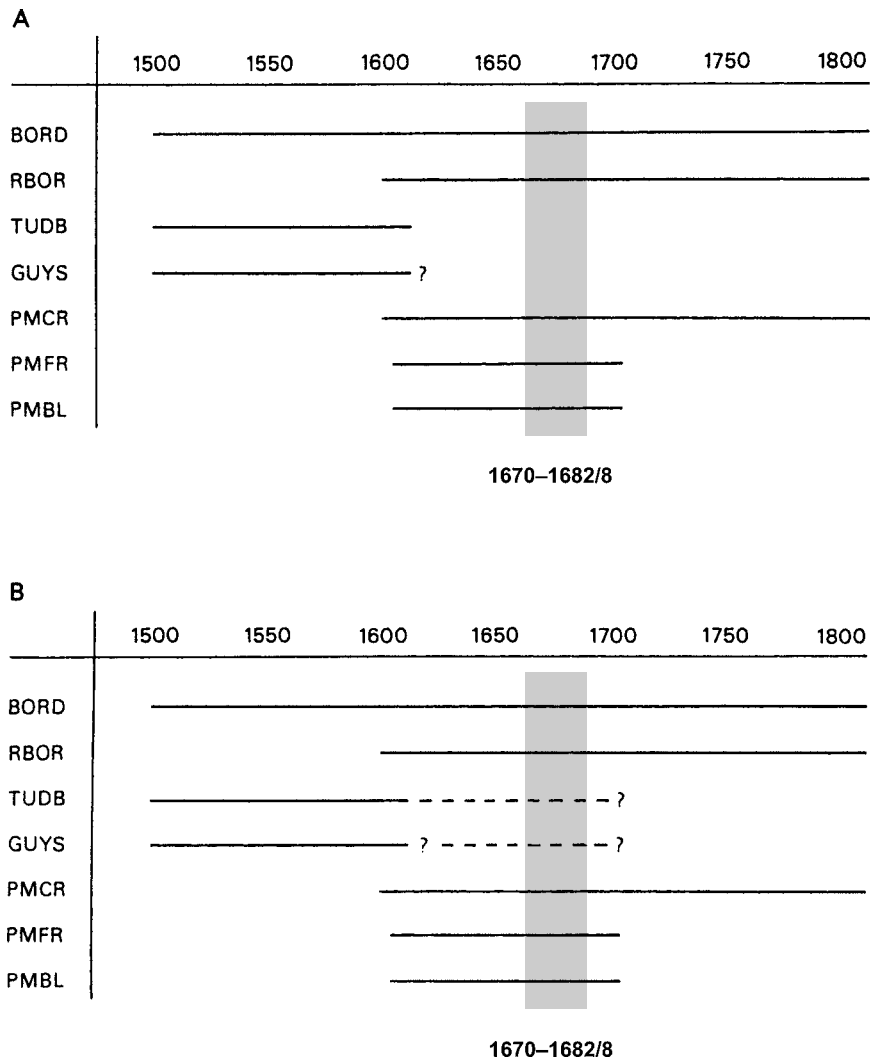 A
1500 1550 1600 1650 1700 1750 1800
BORD
RBOR
TUDB
GUYS ?
PMCR
PMFR
PMBL
1670–1682/8
B
1500 1550 1600 1650 1700 1750 1800
BORD
RBOR
TUDB ?
GUYS ? ?
PMCR
PMFR
PMBL
1670–1682/8